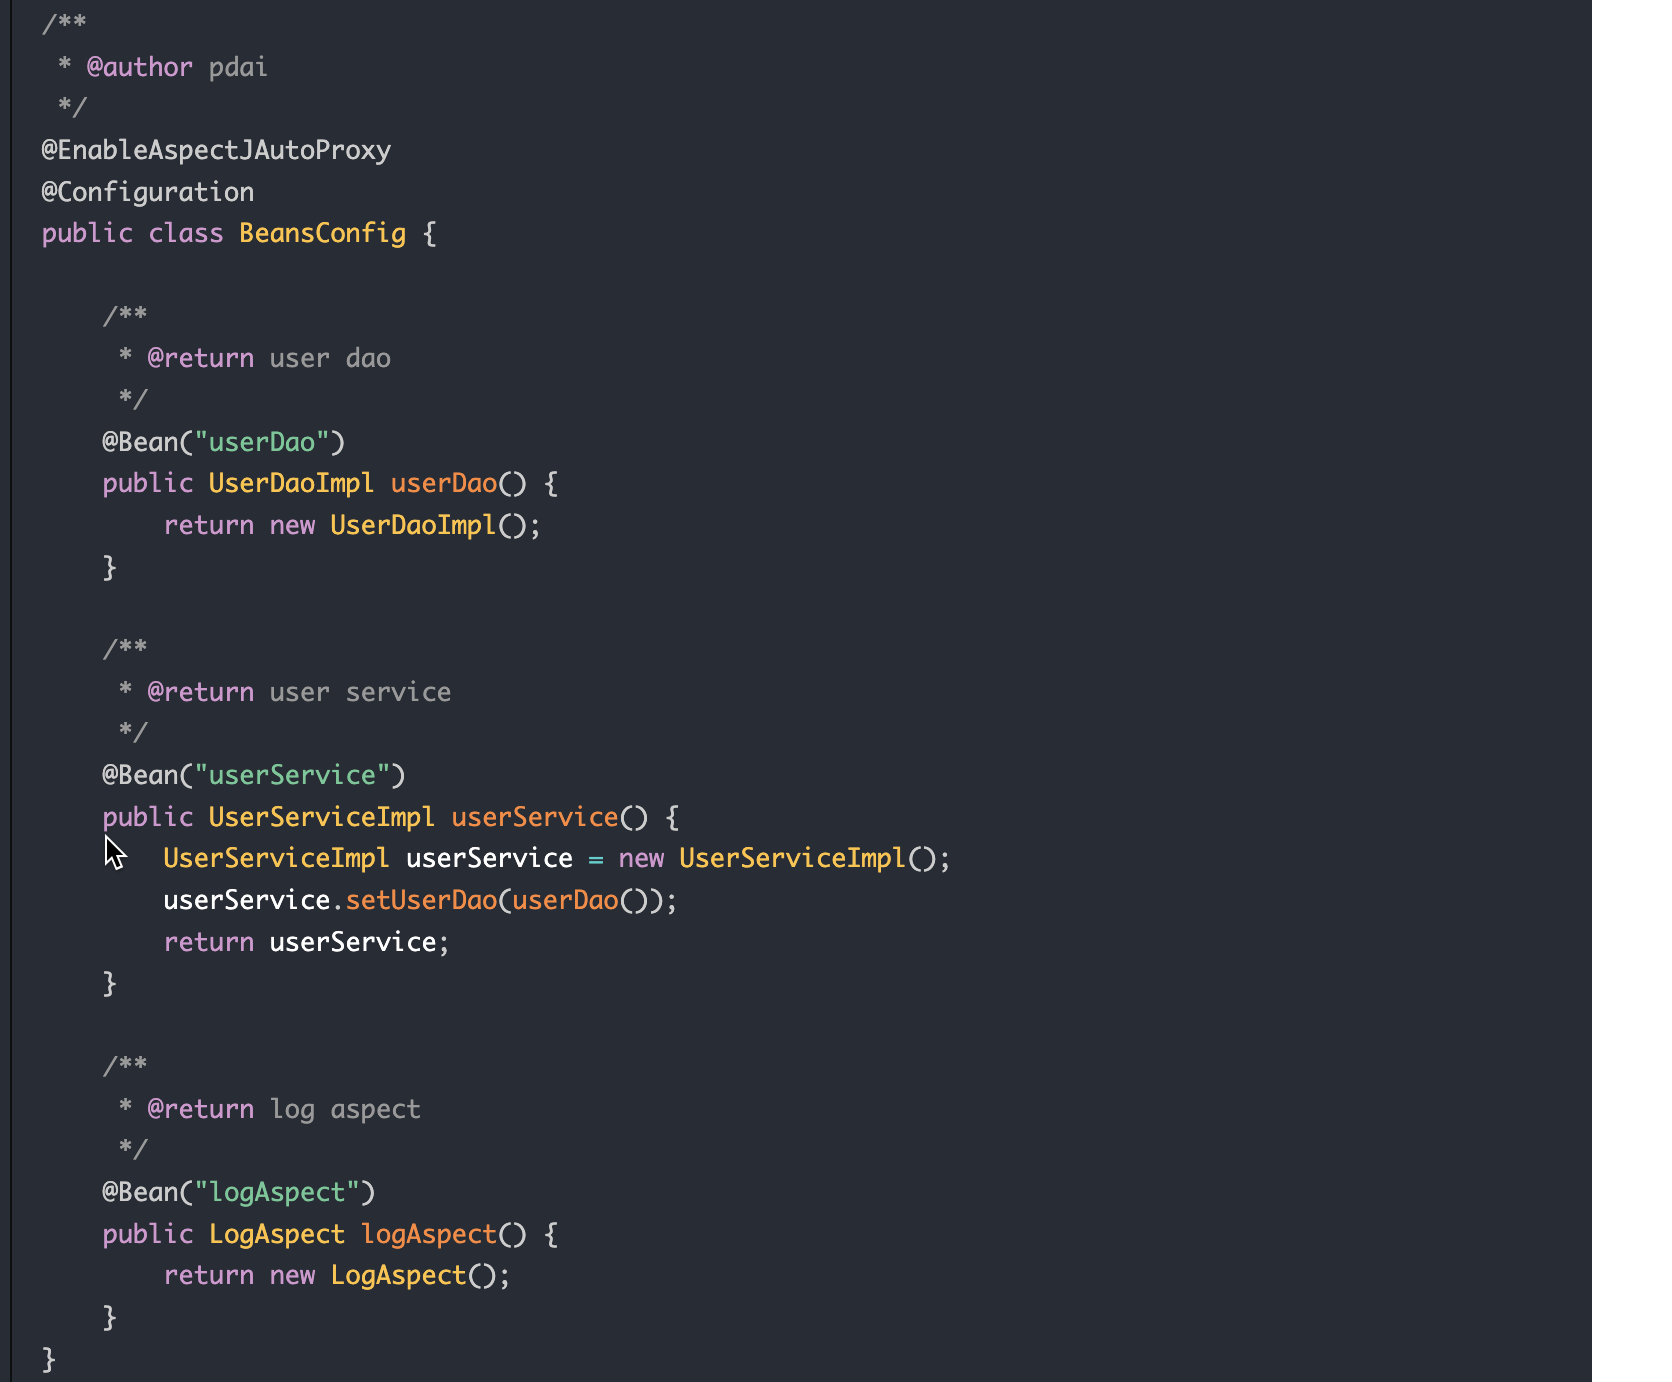 /**
 * @author pdai
 */
@EnableAspectJAutoProxy
@Configuration
public class BeansConfig {

    /**
     * @return user dao
     */
    @Bean("userDao")
    public UserDaoImpl userDao() {
        return new UserDaoImpl();
    }

    /**
     * @return user service
     */
    @Bean("userService")
    public UserServiceImpl userService() {
        UserServiceImpl userService = new UserServiceImpl();
        userService.setUserDao(userDao());
        return userService;
    }

    /**
     * @return log aspect
     */
    @Bean("logAspect")
    public LogAspect logAspect() {
        return new LogAspect();
    }
}